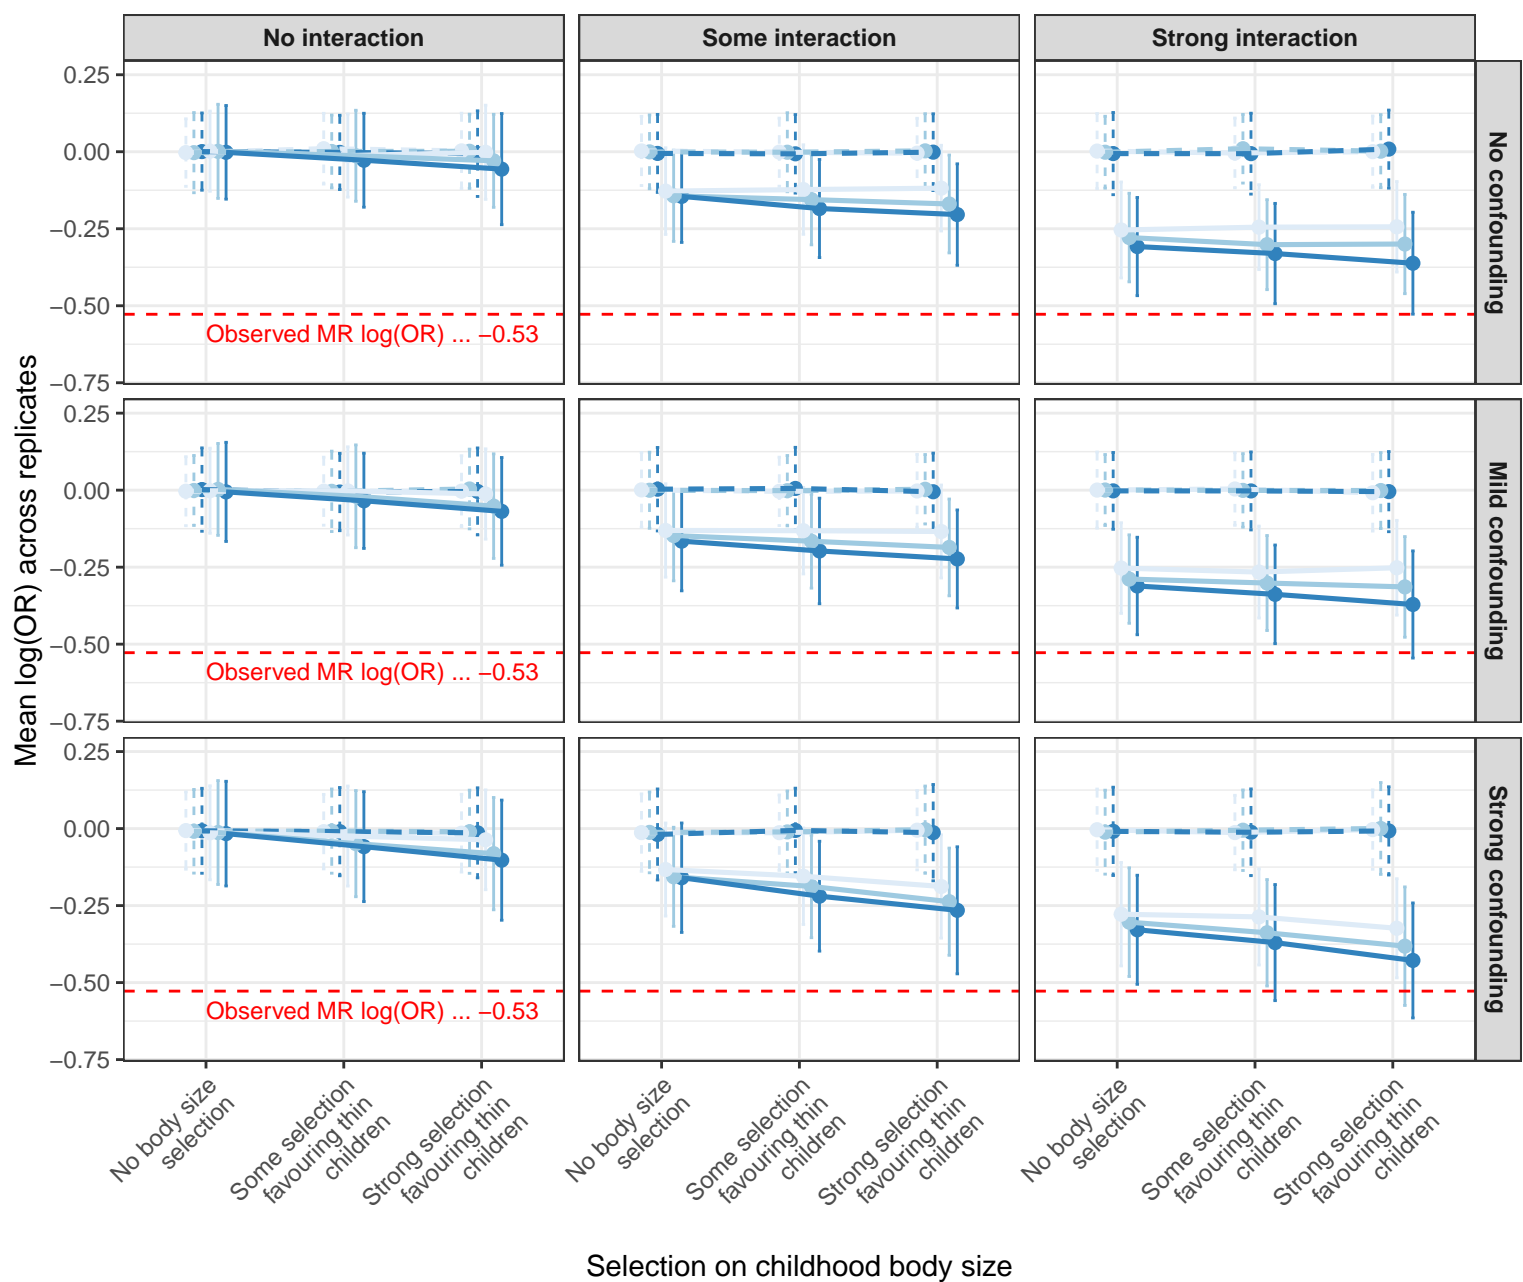 No interaction
Some interaction
Strong interaction
Mean log(OR) across replicates
0.25
0.00
−0.25
−0.50
−0.75
Observed MR log(OR) ... −0.53
No confounding
0.25
0.00
−0.25
−0.50
−0.75
Observed MR log(OR) ... −0.53
Mild confounding
0.25
0.00
−0.25
−0.50
−0.75
Observed MR log(OR) ... −0.53
Strong confounding
No body size
selection
Some selection
favouring thin
children
Strong selection
favouring thin
children
No body size
selection
Some selection
favouring thin
children
Strong selection
favouring thin
children
No body size
selection
Some selection
favouring thin
children
Strong selection
favouring thin
children
Selection on childhood body size